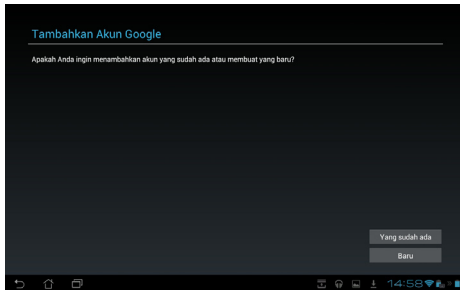 Tambahkan Akun Google
Apakah Anda ingin menambahkan akun yang sudah ada atau membuat yang baru?
Yang sudah ada
Baru
14:58